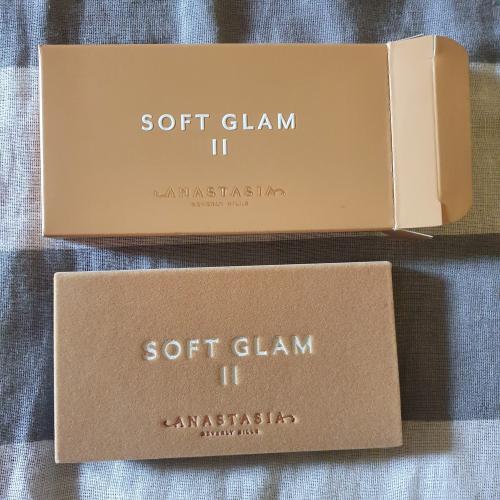 SOFT GLAM
II
ANASTASIA
BEVERLY HILLS
SOFT GLAM
II
ANASTASIA
BEVERLY HILLS